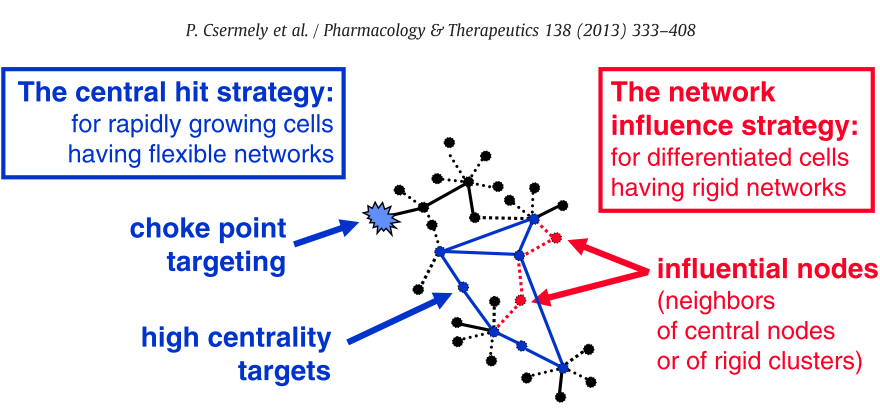 P. Csermely et al. / Pharmacology & Therapeutics 138 (2013) 333–408
The central hit strategy:
for rapidly growing cells
having flexible networks
The network
influence strategy:
for differentiated cells
having rigid networks
choke point
targeting
high centrality
targets
influential nodes
(neighbors
of central nodes
or of rigid clusters)